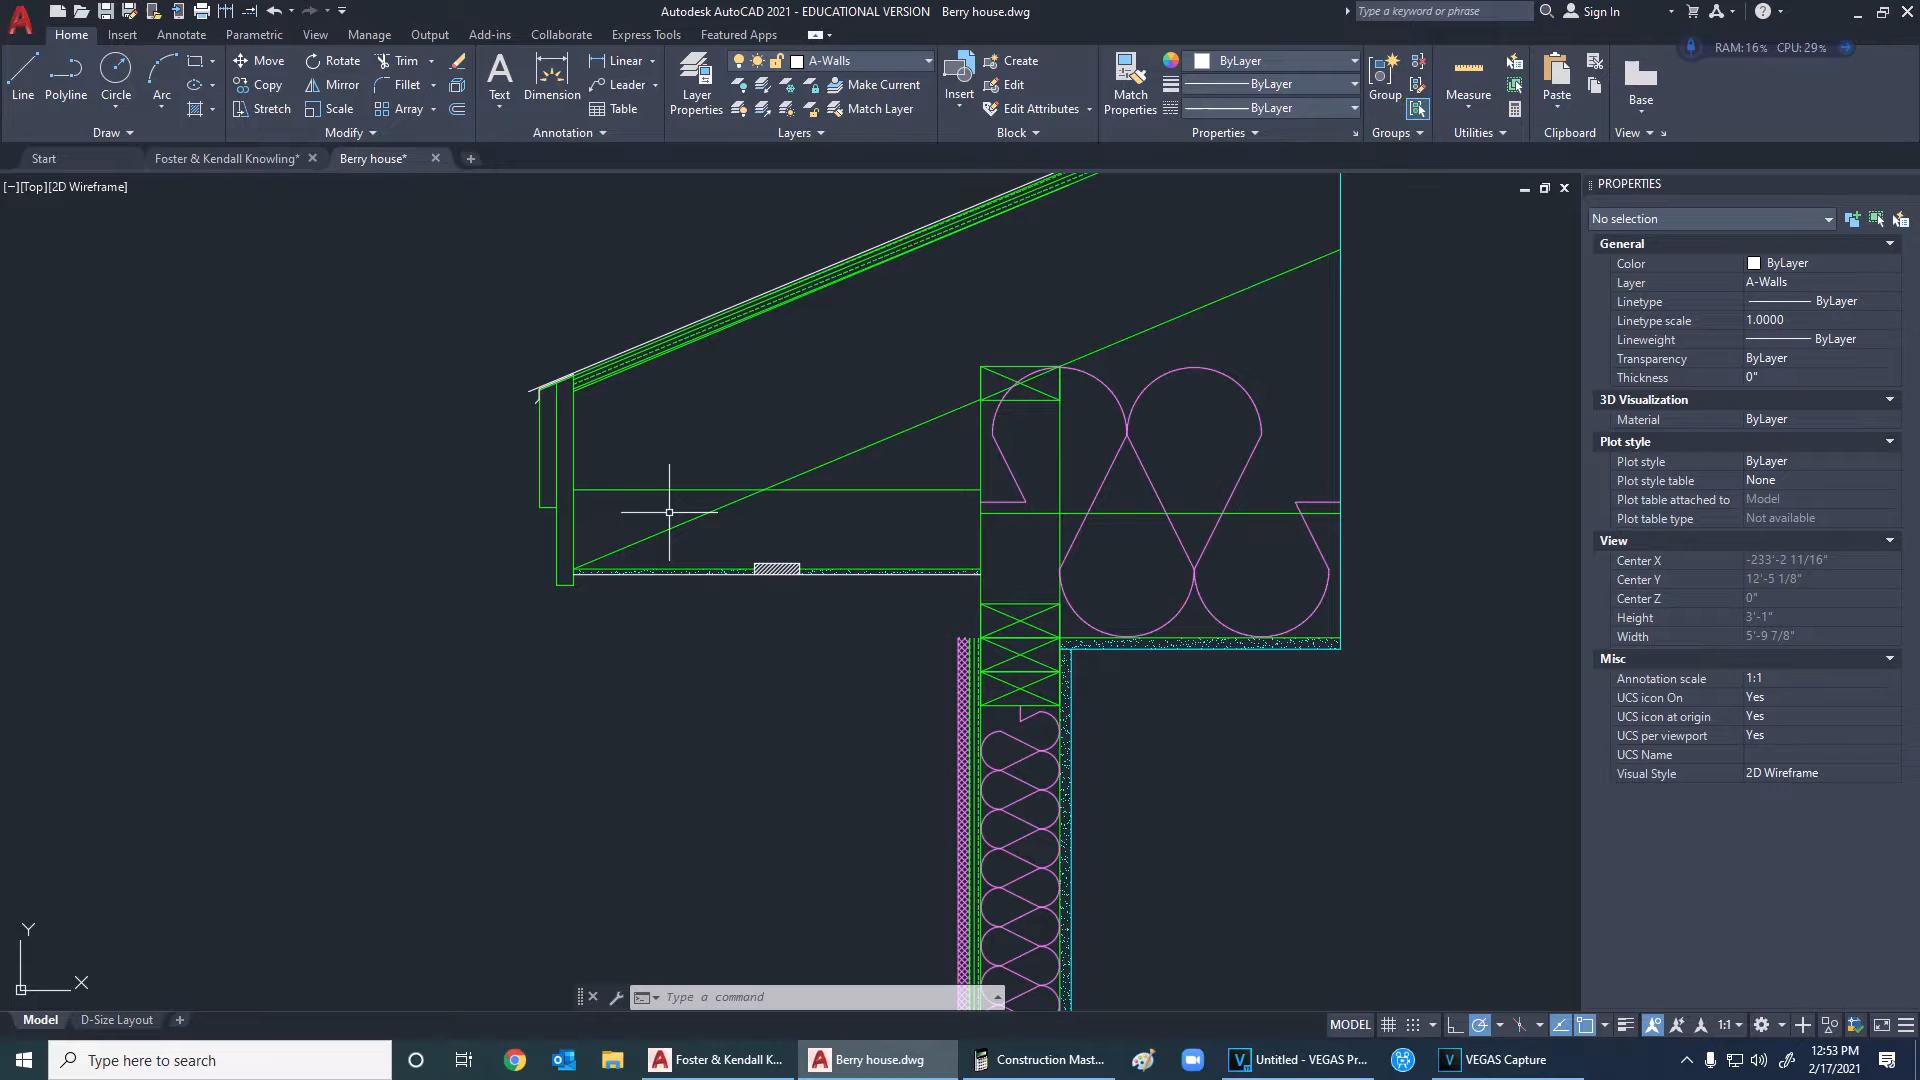 Autodesk AutoCAD 2021 - EDUCATIONAL VERSION Berry house.dwg
Type a keyword or phrase
Sign In
Home Insert Annotate Parametric View Manage Output Add-ins Collaborate Express Tools Featured Apps
RAM:16% CPU:29%
Line Polyline Circle Arc
Move Rotate Trim
Copy Mirror Fillet
Stretch Scale Array
Text Dimension
Linear
Leader
Table
Layer Properties
A-Walls
Make Current
Match Layer
Insert
Create
Edit
Edit Attributes
Match Properties
ByLayer
ByLayer
ByLayer
Group
Measure
Paste
Base
Draw Modify Annotation Layers Block Properties Groups Utilities Clipboard View
Start Foster & Kendall Knowling* Berry house*
[−][Top][2D Wireframe]
PROPERTIES
No selection
General
Color ByLayer
Layer A-Walls
Linetype ByLayer
Linetype scale 1.0000
Lineweight ByLayer
Transparency ByLayer
Thickness 0"
3D Visualization
Material ByLayer
Plot style
Plot style ByLayer
Plot style table None
Plot table attached to Model
Plot table type Not available
View
Center X -233'-2 11/16"
Center Y 12'-5 1/8"
Center Z 0"
Height 3'-1"
Width 5'-9 7/8"
Misc
Annotation scale 1:1
UCS icon On Yes
UCS icon at origin Yes
UCS per viewport Yes
UCS Name
Visual Style 2D Wireframe
Y
X
Type a command
Model D-Size Layout
MODEL 1:1
Type here to search
Foster & Kendall K...
Berry house.dwg
Construction Mast...
Untitled - VEGAS Pr...
VEGAS Capture
12:53 PM
2/17/2021